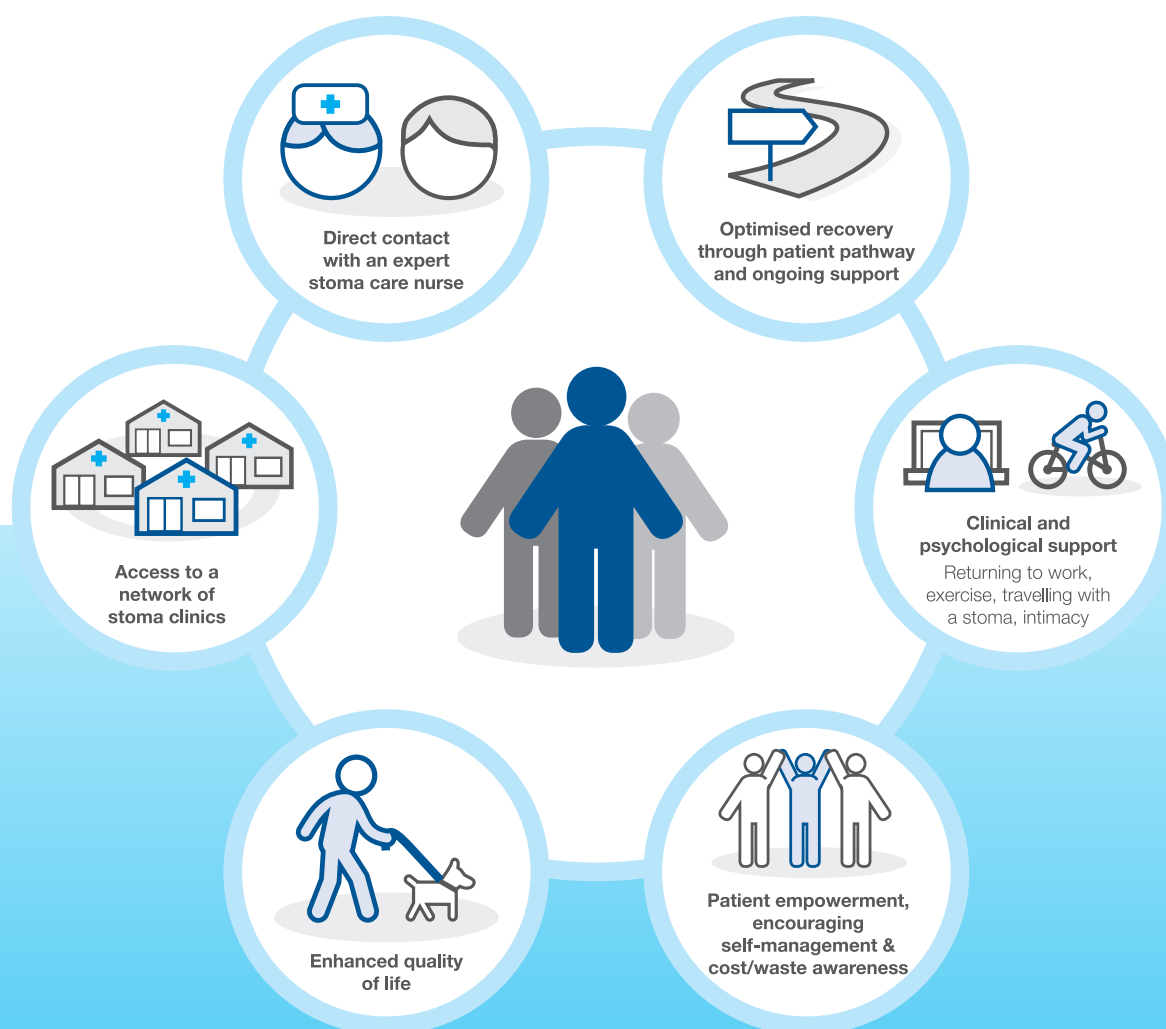 Direct contact
with an expert
stoma care nurse
Optimised recovery
through patient pathway
and ongoing support
Clinical and
psychological support
Returning to work,
exercise, travelling with
a stoma, intimacy
Patient empowerment,
encouraging
self-management &
cost/waste awareness
Enhanced quality
of life
Access to a
network of
stoma clinics